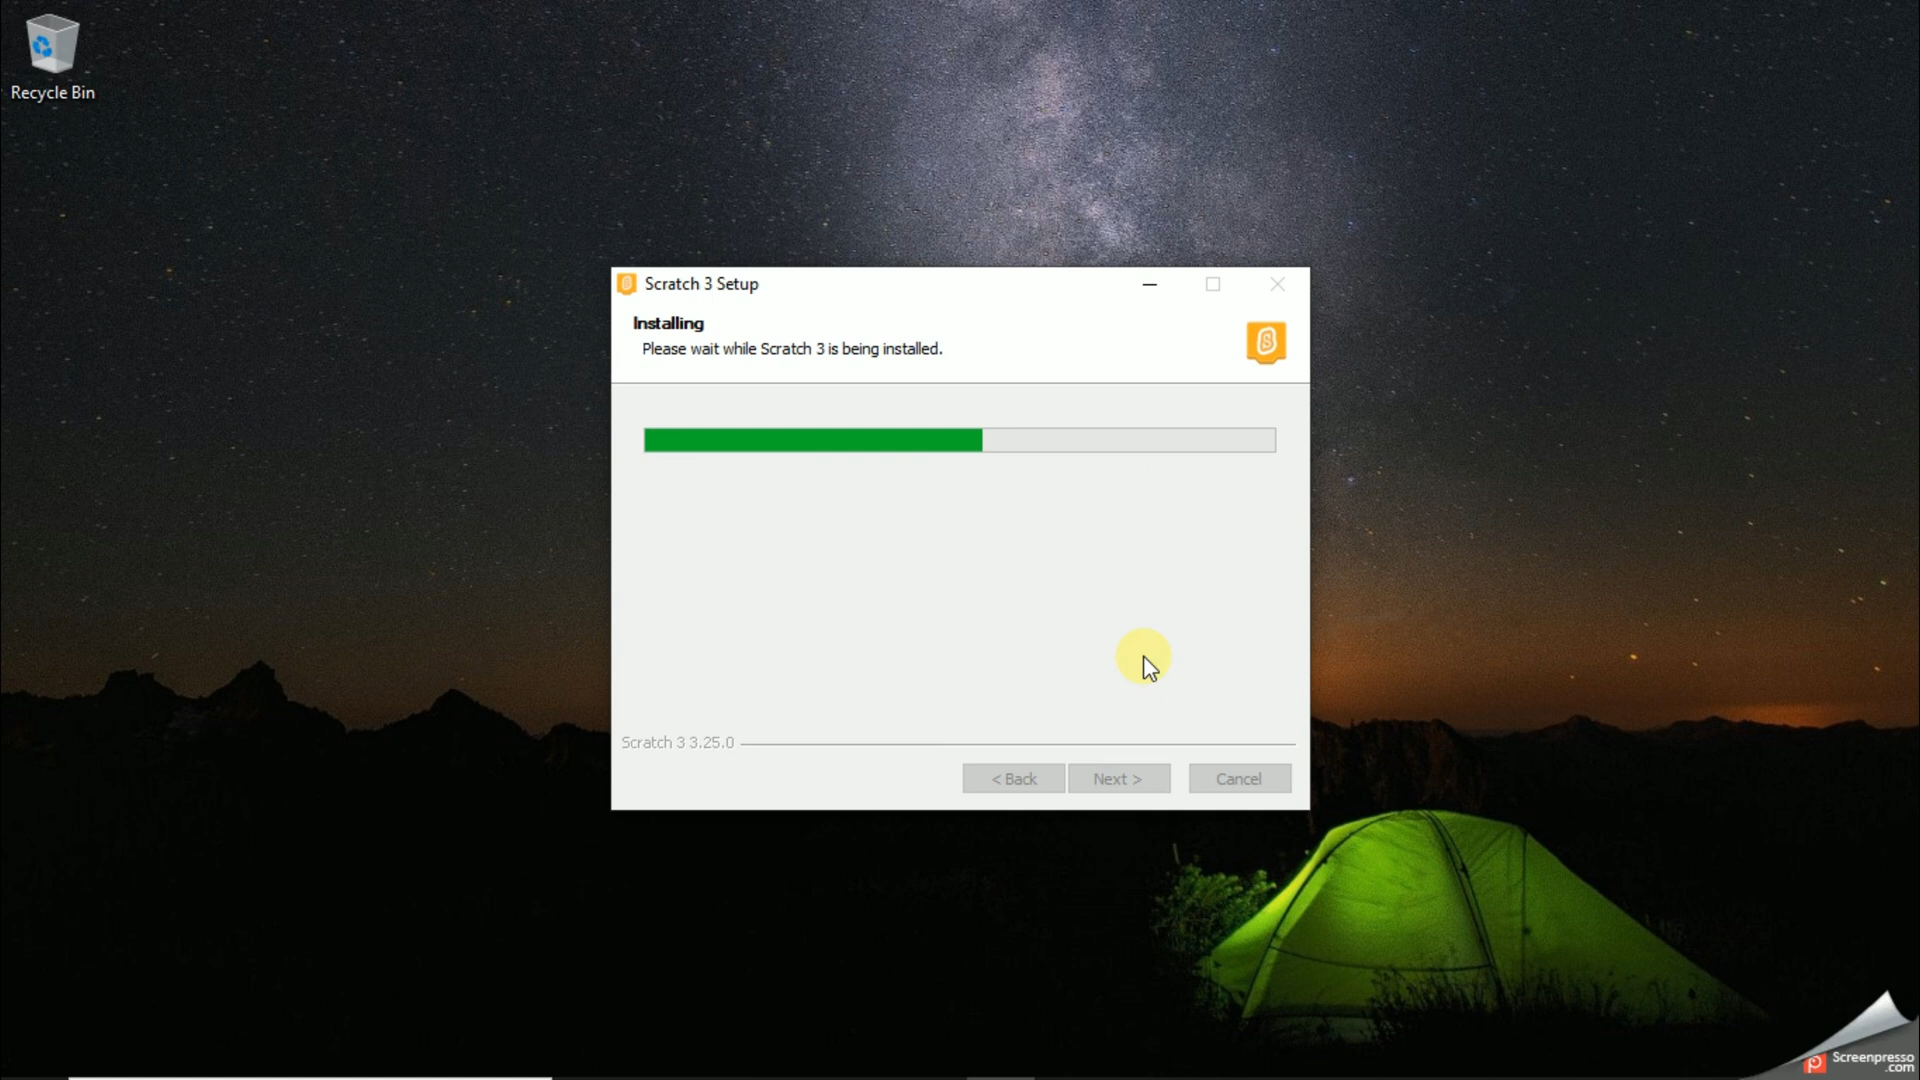 Recycle Bin
Scratch 3 Setup
Installing
Please wait while Scratch 3 is being installed.
Scratch 3 3.25.0
< Back
Next >
Cancel
Screenpresso
.com